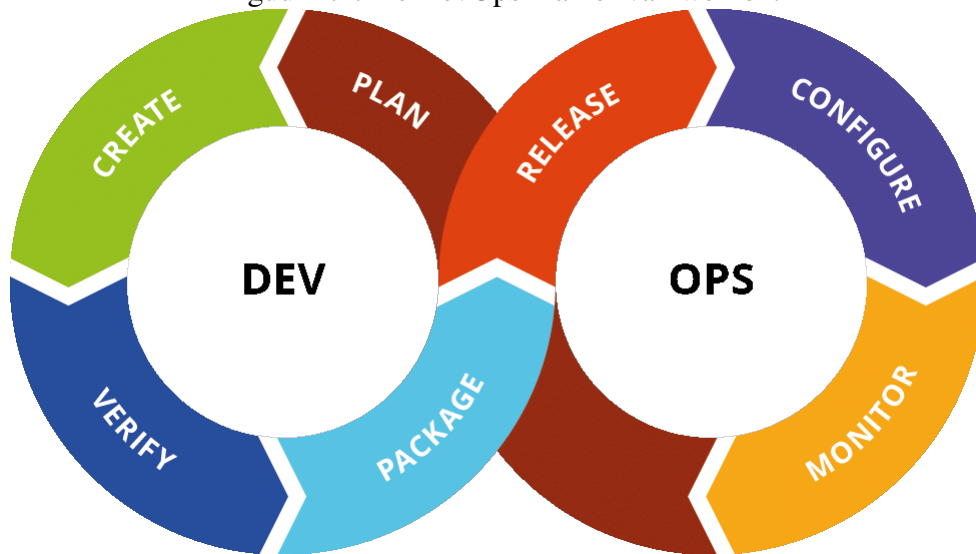 PLAN
CREATE
VERIFY
PACKAGE
RELEASE
CONFIGURE
MONITOR
DEV
OPS